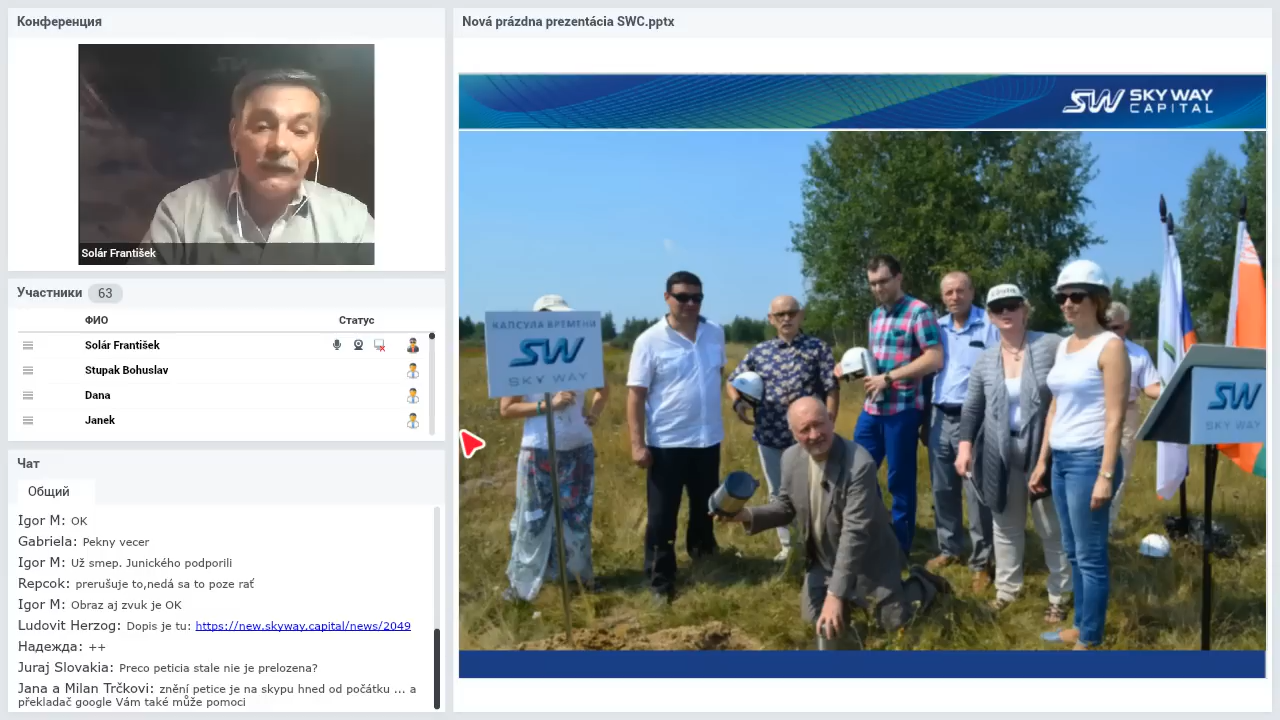 Конференция
Solár František
Участники 63
ФИО Статус
Solár František
Stupak Bohuslav
Dana
Janek
Чат
Общий
Igor M: OK
Gabriela: Pekny vecer
Igor M: Už smep. Junického podporili
Repcok: prerušuje to,nedá sa to poze rať
Igor M: Obraz aj zvuk je OK
Ludovit Herzog: Dopis je tu: https://new.skyway.capital/news/2049
Надежда: ++
Juraj Slovakia: Preco peticia stale nie je prelozena?
Jana a Milan Trčkovi: znění petice je na skypu hned od počátku ... a
překladač google Vám také může pomoci
Nová prázdna prezentácia SWC.pptx
SW SKY WAY
CAPITAL
КАПСУЛА ВРЕМЕНИ
SW
SKY WAY
SW
SKY WAY